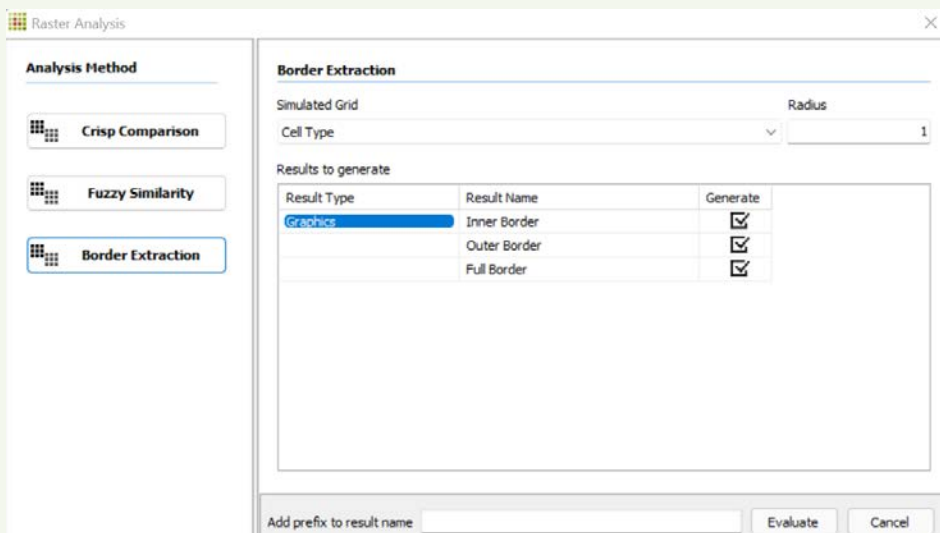 Raster Analysis
Analysis Method
Crisp Comparison
Fuzzy Similarity
Border Extraction
Border Extraction
Simulated Grid Radius
Cell Type 1
Results to generate
Result Type Result Name Generate
Graphics Inner Border
Outer Border
Full Border
Add prefix to result name Evaluate Cancel